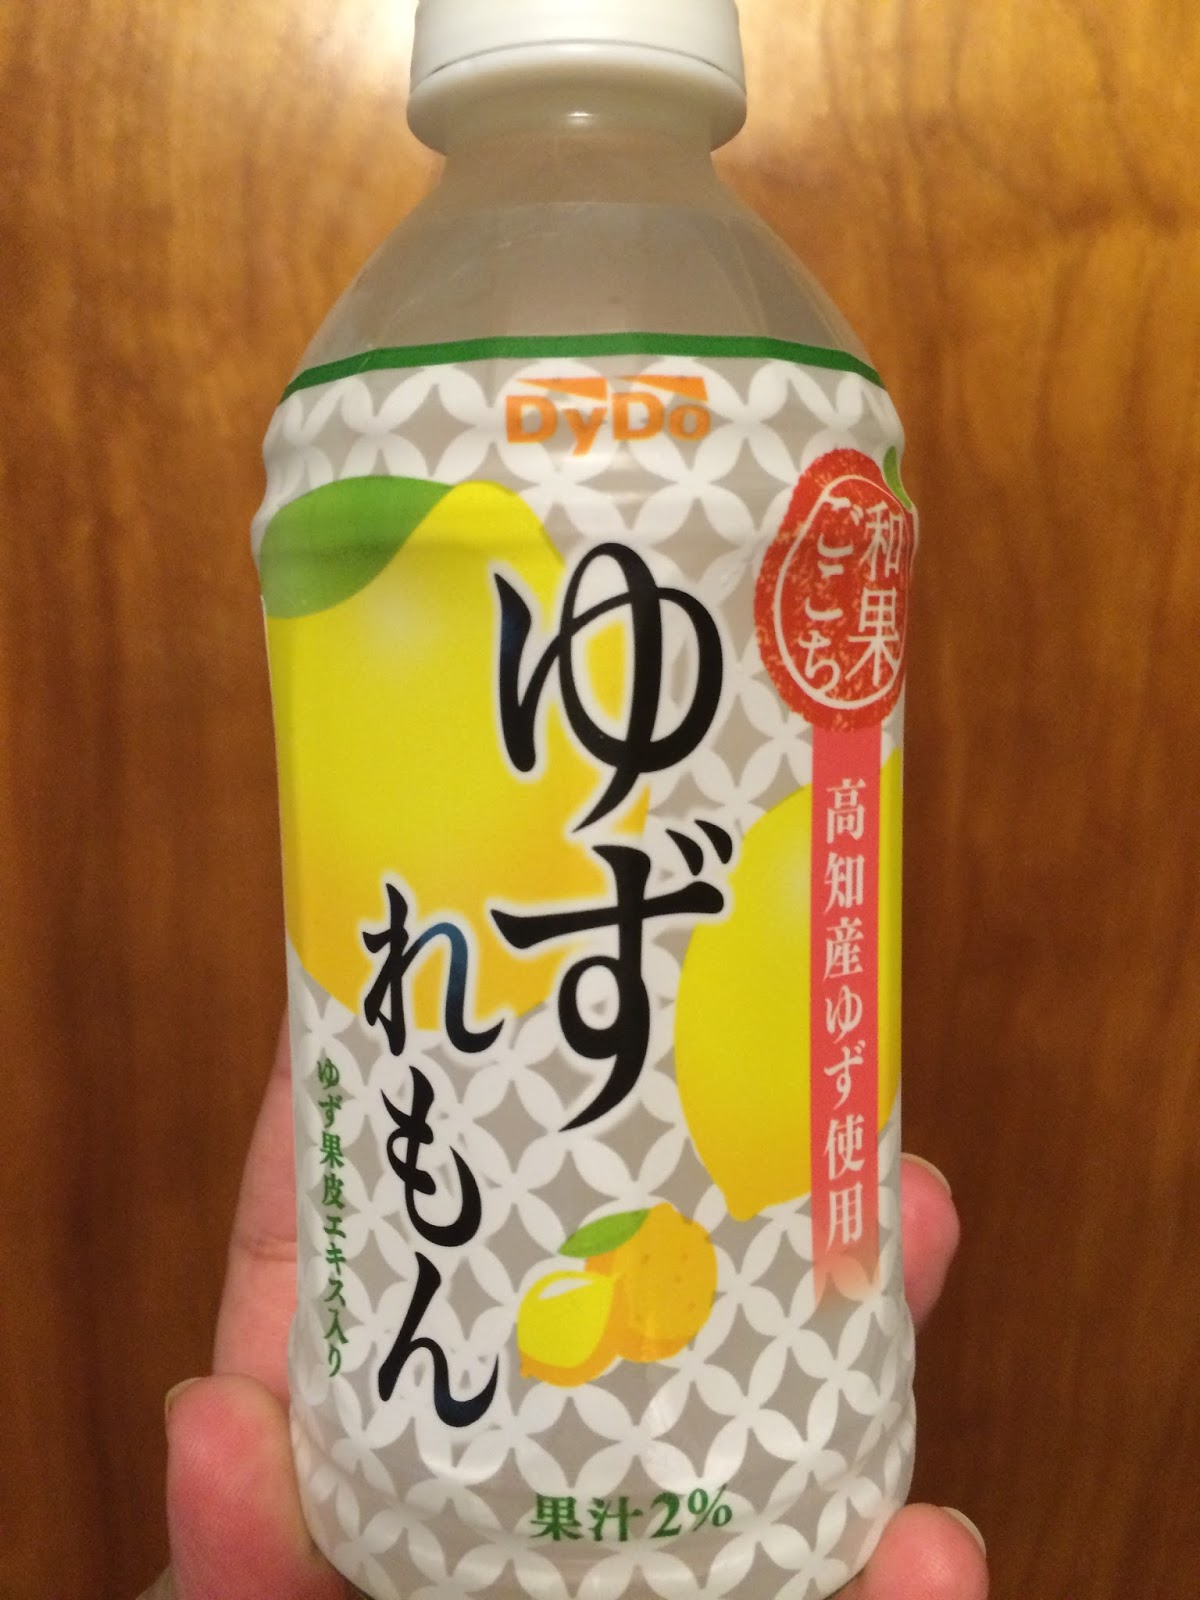 DyDo
和果
ごこち
高知産ゆず使用
ゆず
れもん
ゆず果皮エキス入り
果汁2%